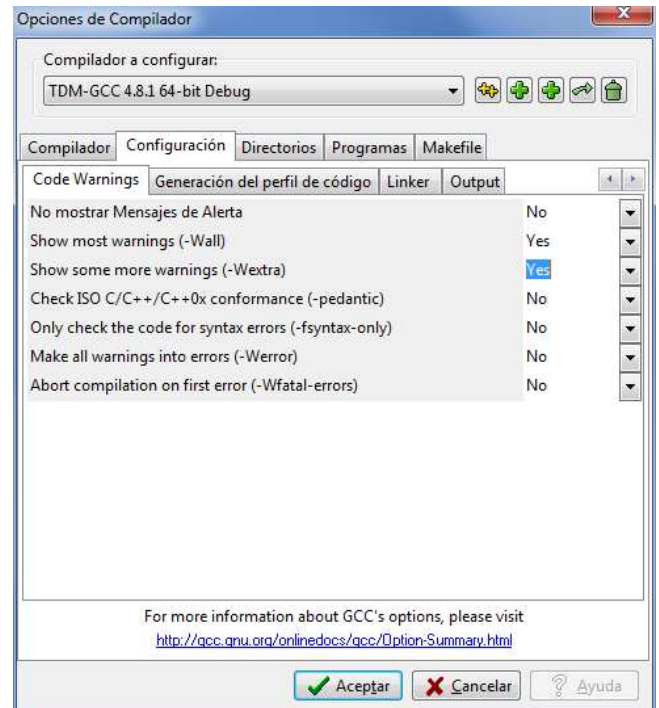 Opciones de Compilador
Compilador a configurar:
TDM-GCC 4.8.1 64-bit Debug
Compilador Configuración Directorios Programas Makefile
Code Warnings Generación del perfil de código Linker Output
No mostrar Mensajes de Alerta No
Show most warnings (-Wall) Yes
Show some more warnings (-Wextra) Yes
Check ISO C/C++/C++0x conformance (-pedantic) No
Only check the code for syntax errors (-fsyntax-only) No
Make all warnings into errors (-Werror) No
Abort compilation on first error (-Wfatal-errors) No
For more information about GCC's options, please visit
http://gcc.gnu.org/onlinedocs/gcc/Option-Summary.html
Aceptar Cancelar Ayuda